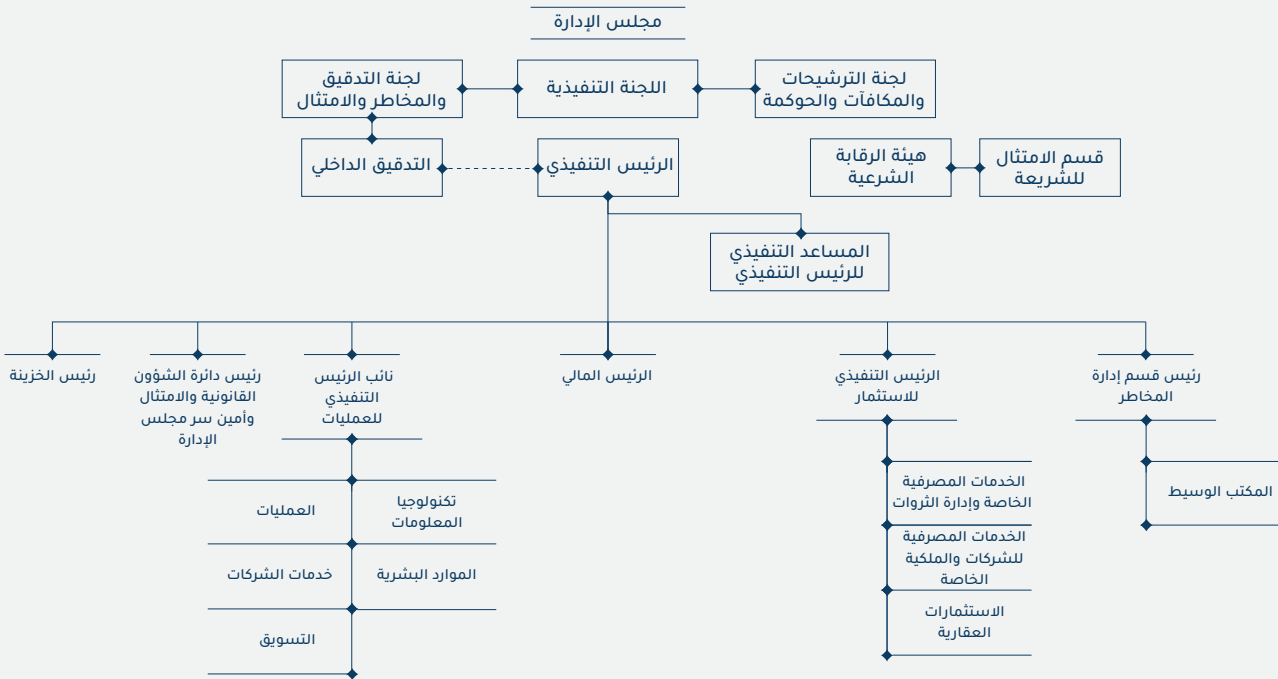 مجلس الإدارة
لجنة الترشيحات
والمكافآت والحوكمة
اللجنة التنفيذية
لجنة التدقيق
والمخاطر والامتثال
قسم الامتثال
للشريعة
هيئة الرقابة
الشرعية
الرئيس التنفيذي
التدقيق الداخلي
المساعد التنفيذي
للرئيس التنفيذي
رئيس قسم إدارة
المخاطر
المكتب الوسيط
الرئيس التنفيذي
للاستثمار
الخدمات المصرفية
الخاصة وإدارة الثروات
الخدمات المصرفية
للشركات والملكية
الخاصة
الاستثمارات
العقارية
الرئيس المالي
نائب الرئيس
التنفيذي
للعمليات
تكنولوجيا
المعلومات
العمليات
الموارد البشرية
خدمات الشركات
التسويق
رئيس دائرة الشؤون
القانونية والامتثال
وأمين سر مجلس
الإدارة
رئيس الخزينة